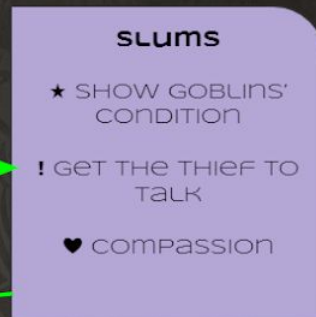 SLUMS
★ SHOW GOBLINS'
CONDITION
! GET THE THIEF TO
TALK
♥ COMPASSION